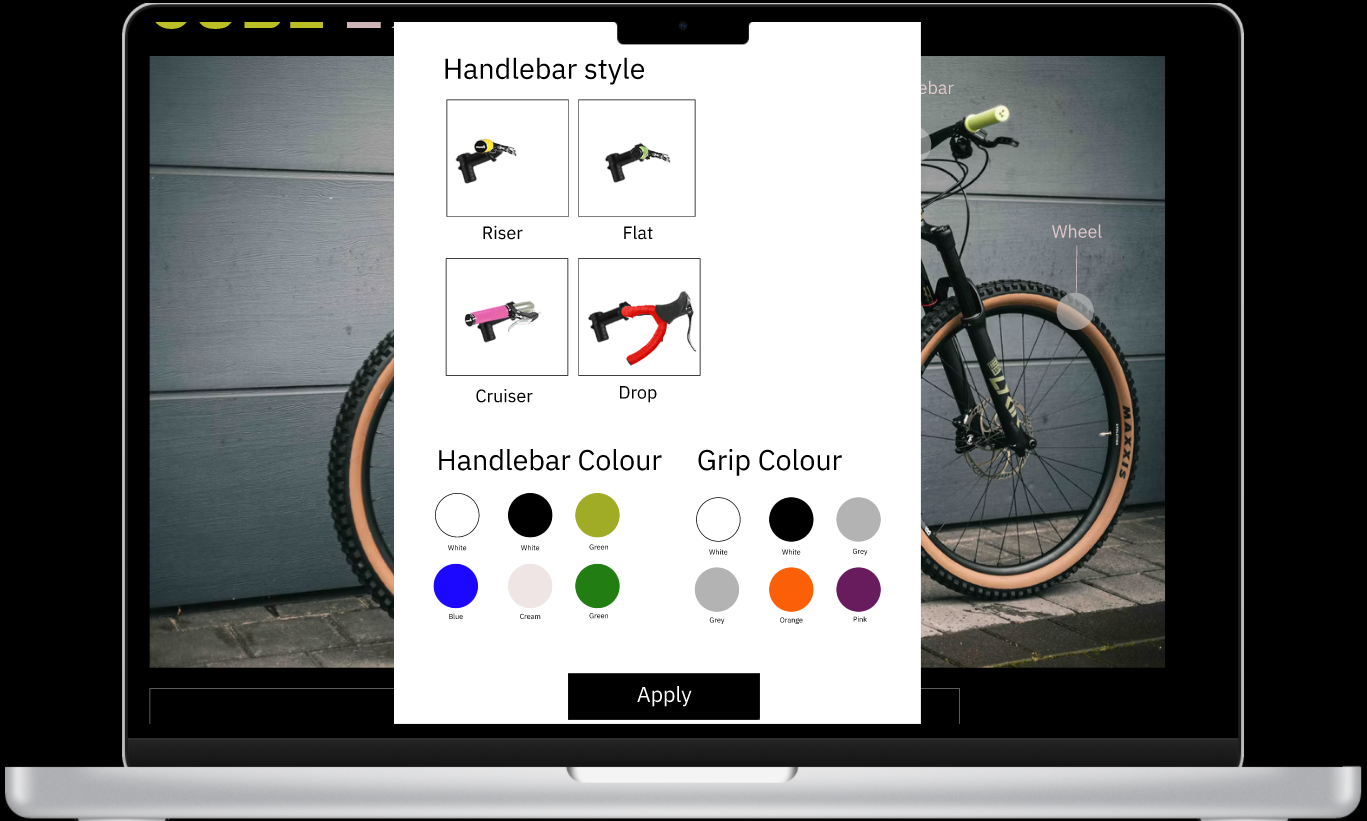 ebar
Wheel
MAXXIS
Handlebar style
Riser Flat
Cruiser Drop
Handlebar Colour Grip Colour
White White Green
White White Grey
Blue Cream Green
Grey Orange Pink
Apply